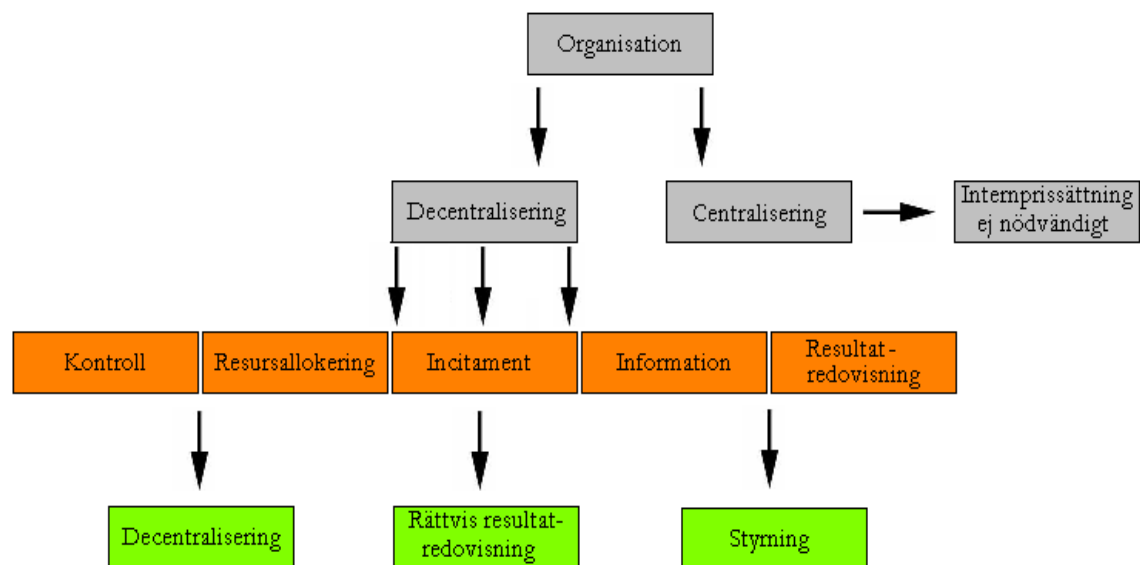 Organisation
Decentralisering
Centralisering
Internprissättning
ej nödvändigt
Kontroll
Resursallokering
Incitament
Information
Resultat-
redovisning
Decentralisering
Rättvis resultat-
redovisning
Styrning